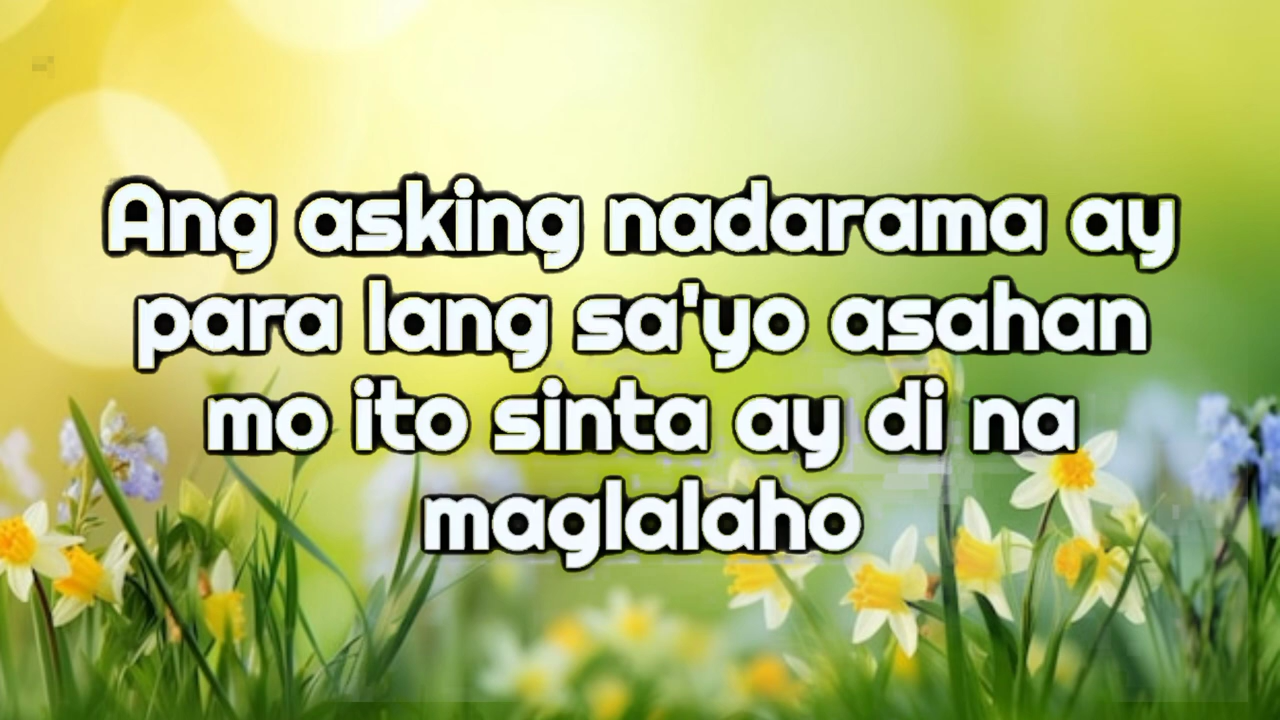 Ang asking nadarama ay
para lang sa'yo asahan
mo ito sinta ay di na
maglalaho